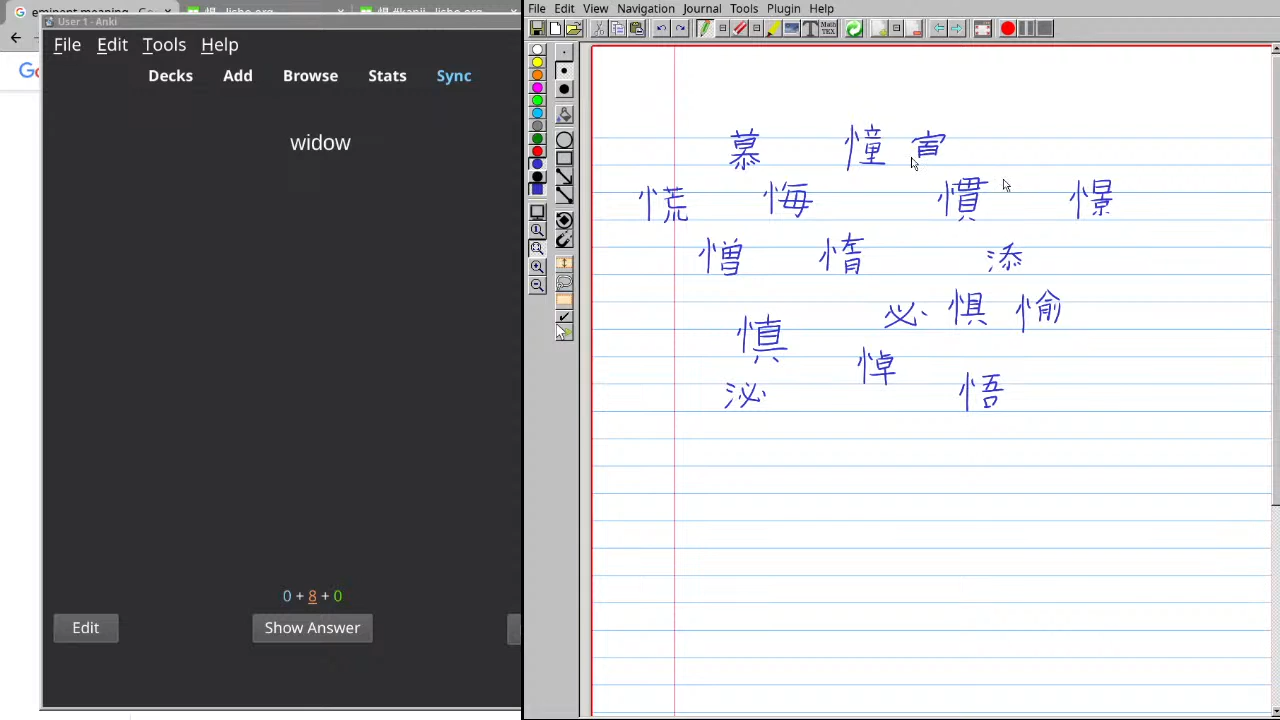 User 1 - Anki
File Edit Tools Help
Decks Add Browse Stats Sync
widow
0 + 8 + 0
Edit
Show Answer
File Edit View Navigation Journal Tools Plugin Help
慕 憧
慌 悔 慣 憬
憎 惰 添
必 惧 愉
慎 悼
泌 悟